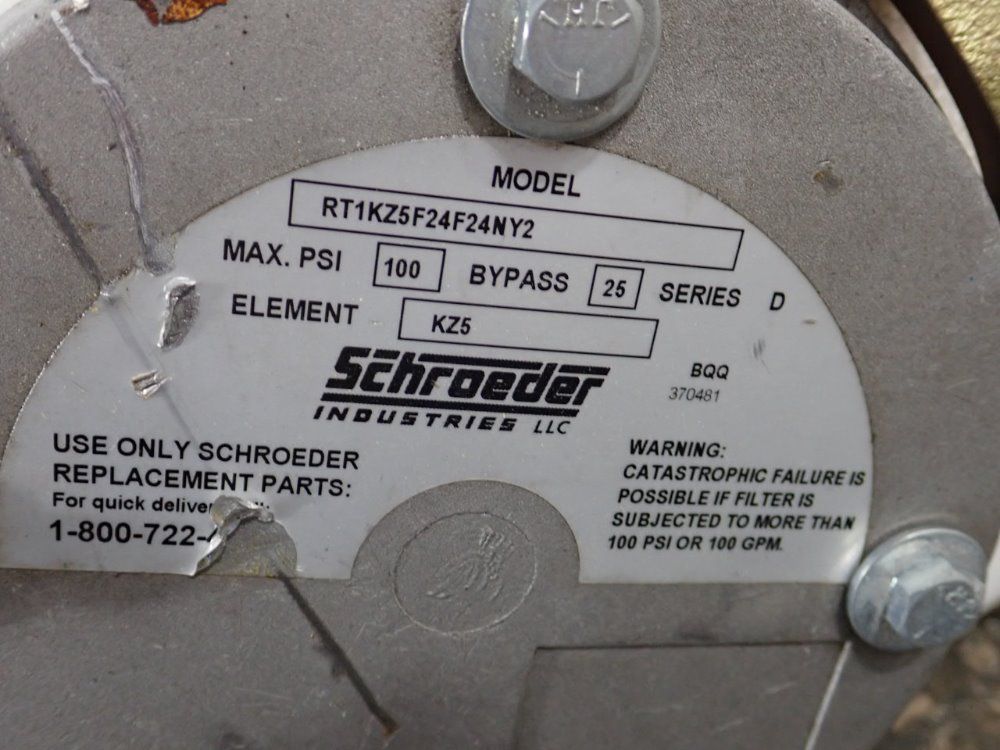 MODEL
RT1KZ5F24F24NY2
MAX. PSI 100 BYPASS 25 SERIES D
ELEMENT KZ5
Schroeder
INDUSTRIES LLC
BQQ
370481
USE ONLY SCHROEDER
REPLACEMENT PARTS:
For quick
1-800-722-
WARNING:
CATASTROPHIC FAILURE IS
POSSIBLE IF FILTER IS
SUBJECTED TO MORE THAN
100 PSI OR 100 GPM.